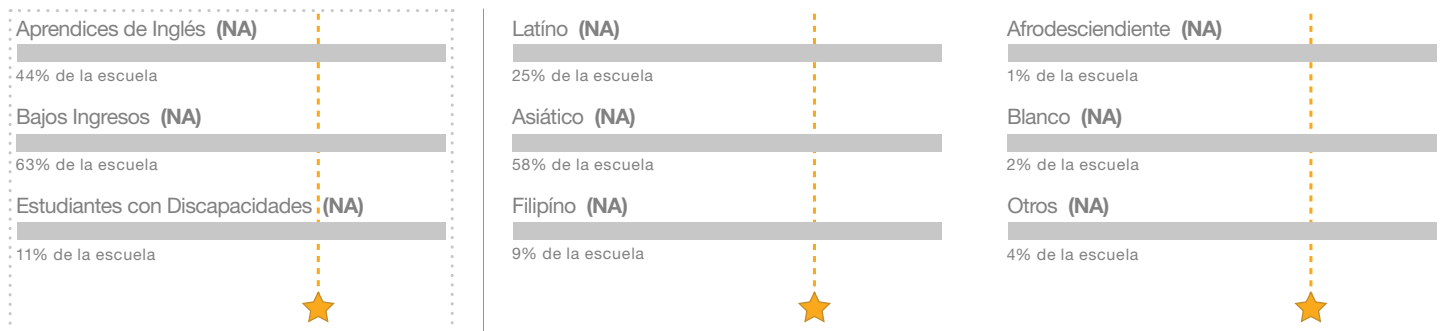 Aprendices de Inglés (NA)
44% de la escuela
Bajos Ingresos (NA)
63% de la escuela
Estudiantes con Discapacidades (NA)
11% de la escuela
Latíno (NA)
25% de la escuela
Asiático (NA)
58% de la escuela
Filipíno (NA)
9% de la escuela
Afrodesciendiente (NA)
1% de la escuela
Blanco (NA)
2% de la escuela
Otros (NA)
4% de la escuela